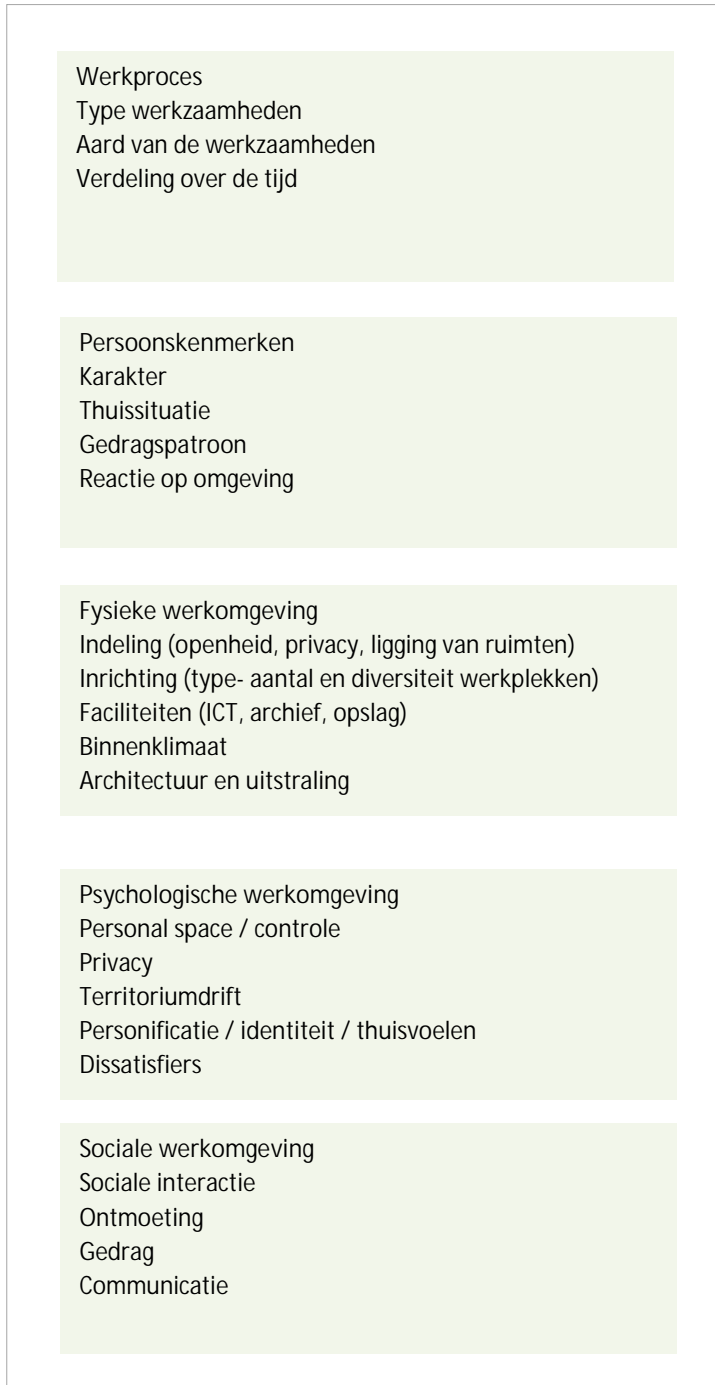 Werkproces
Type werkzaamheden
Aard van de werkzaamheden
Verdeling over de tijd
Persoonskenmerken
Karakter
Thuissituatie
Gedragspatroon
Reactie op omgeving
Fysieke werkomgeving
Indeling (openheid, privacy, ligging van ruimten)
Inrichting (type- aantal en diversiteit werkplekken)
Faciliteiten (ICT, archief, opslag)
Binnenklimaat
Architectuur en uitstraling
Psychologische werkomgeving
Personal space / controle
Privacy
Territoriumdrift
Personificatie / identiteit / thuisvoelen
Dissatisfiers
Sociale werkomgeving
Sociale interactie
Ontmoeting
Gedrag
Communicatie